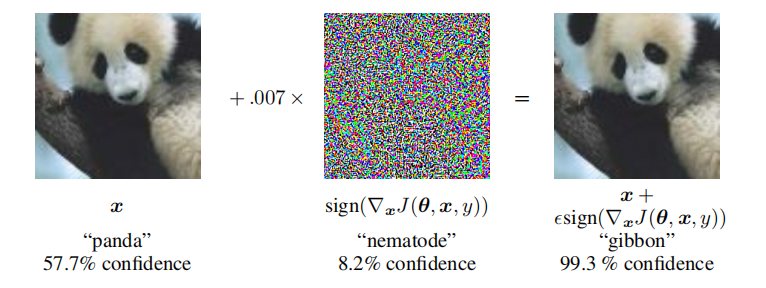 + .007 ×
=
x
sign(∇ₓJ(θ, x, y))
x +
ϵsign(∇ₓJ(θ, x, y))
“panda”
“nematode”
“gibbon”
57.7% confidence
8.2% confidence
99.3 % confidence